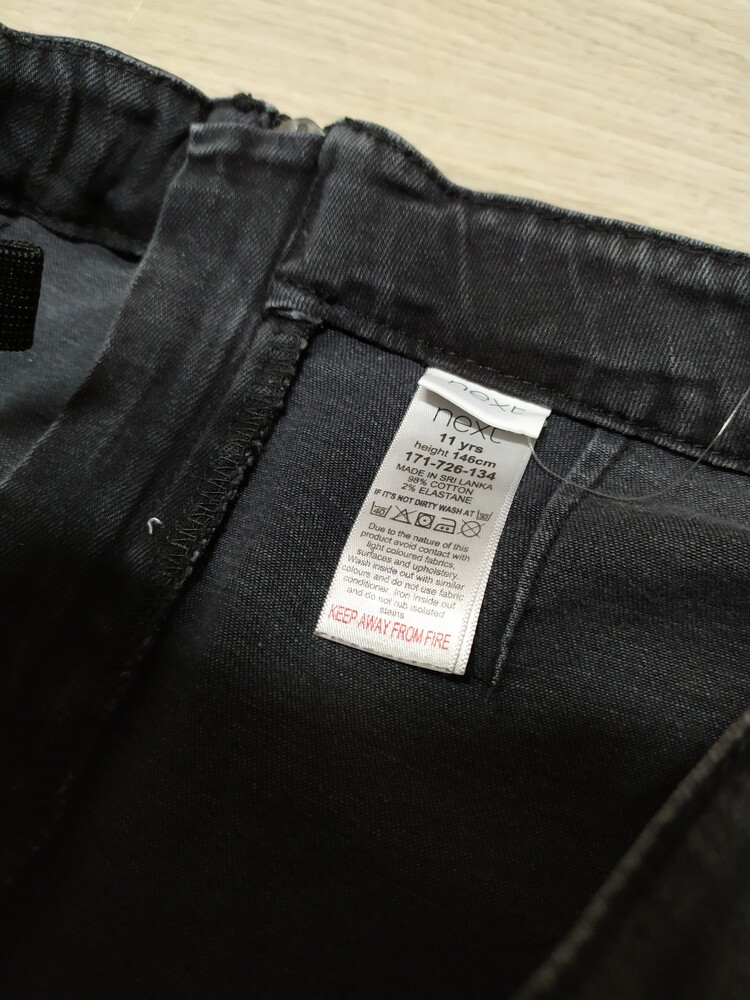 next
next
11 yrs
height 146cm
171-726-134
MADE IN SRI LANKA
98% COTTON
2% ELASTANE
IF IT'S NOT DIRTY WASH AT 30°
40°
Due to the nature of this
product avoid contact with
light coloured fabrics,
surfaces and upholstery.
Wash inside out with similar
colours and do not use fabric
conditioner. Iron inside out
and do not rub isolated
stains
KEEP AWAY FROM FIRE